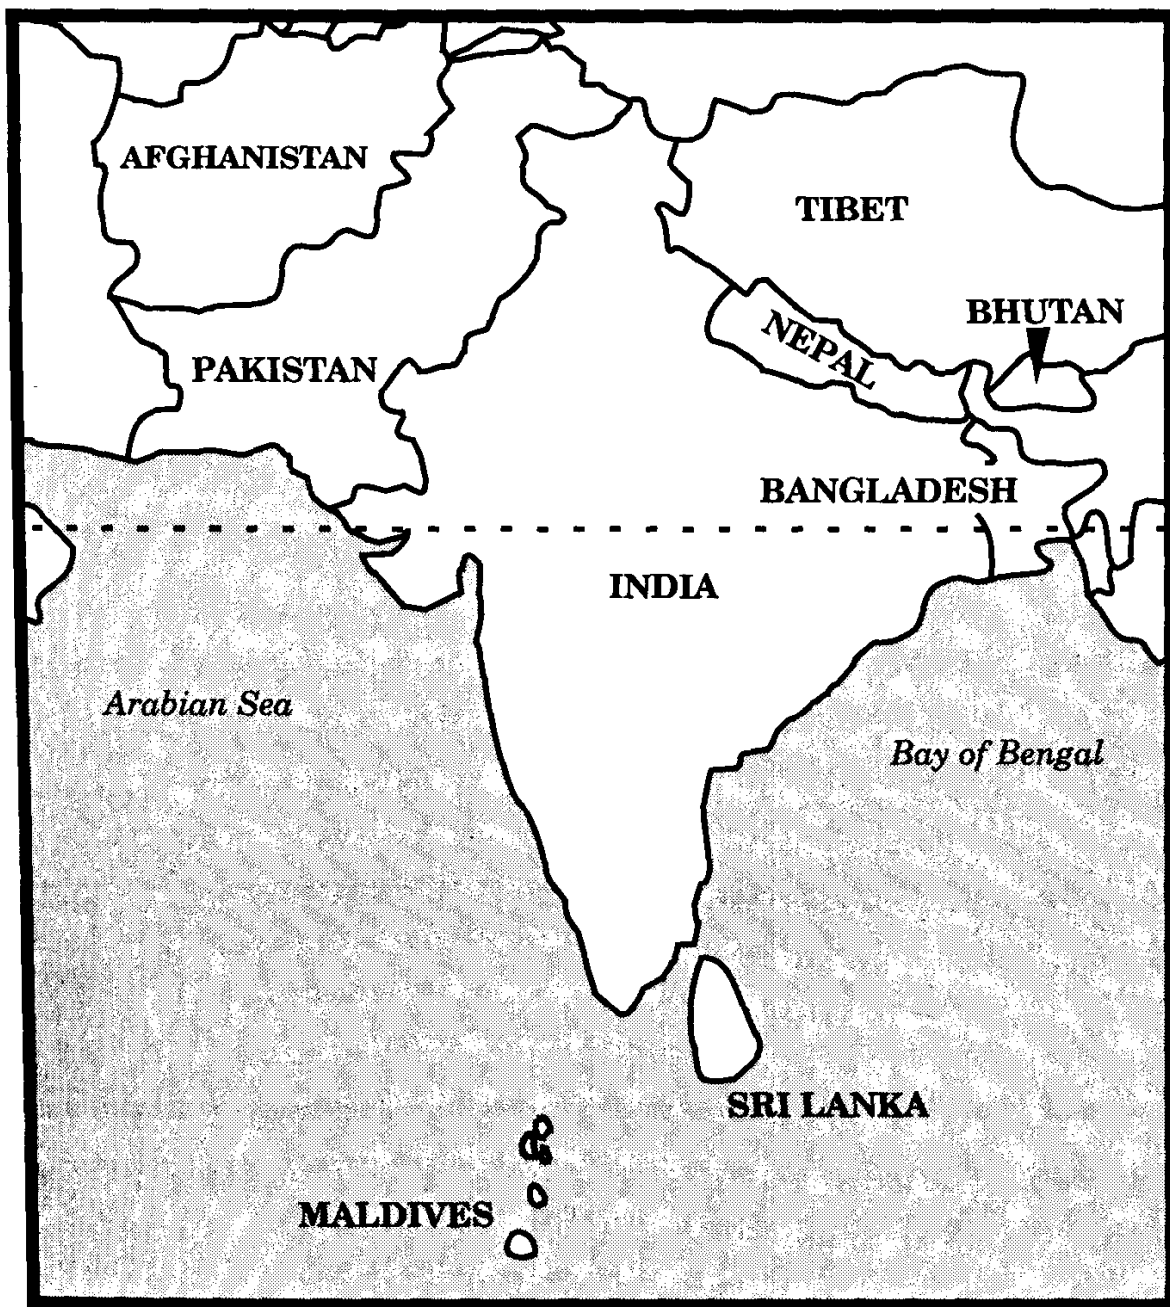 AFGHANISTAN
TIBET
BHUTAN
NEPAL
PAKISTAN
BANGLADESH
INDIA
Arabian Sea
Bay of Bengal
SRI LANKA
MALDIVES